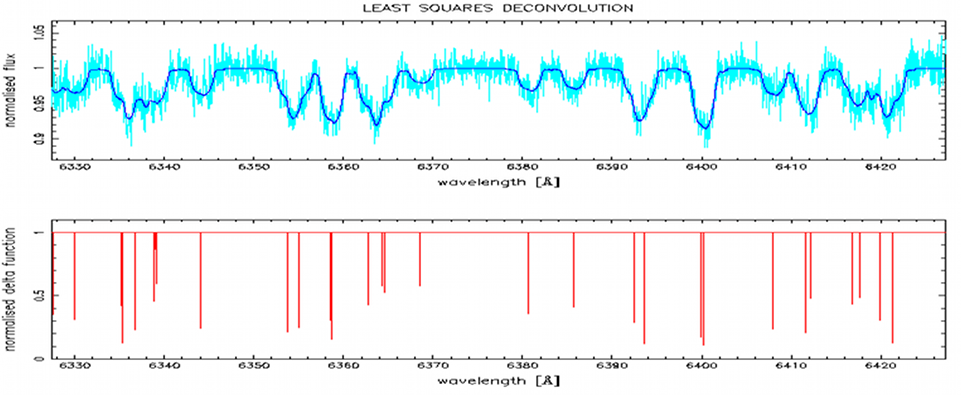 LEAST SQUARES DECONVOLUTION
normalised flux
1.05
1
0.95
0.9
6330 6340 6350 6360 6370 6380 6390 6400 6410 6420
wavelength [Å]
normalised delta function
1
0.5
0
6330 6340 6350 6360 6370 6380 6390 6400 6410 6420
wavelength [Å]